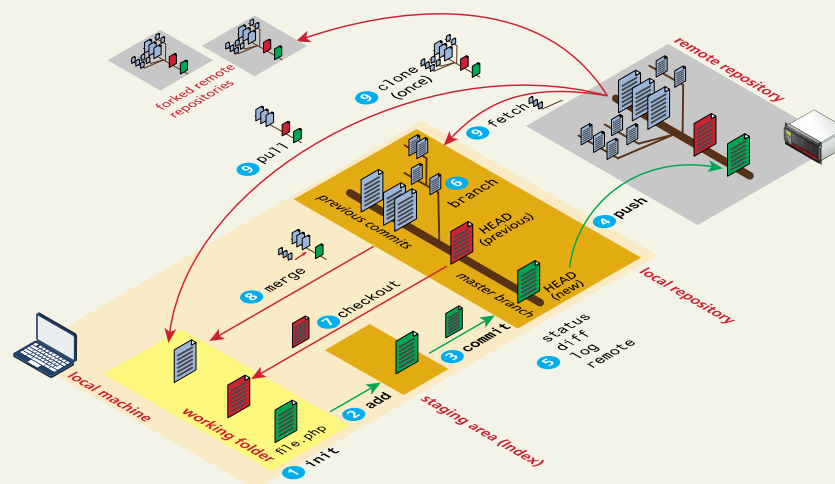 remote repository
forked remote
repositories
9 clone
(once)
9 fetch
9 pull
6 branch
4 push
previous commits
HEAD
(previous)
master branch
HEAD
(new)
local repository
8 merge
7 checkout
3 commit
5 status
diff
log
remote
2 add
staging area (Index)
local machine
working folder
file.php
1 init